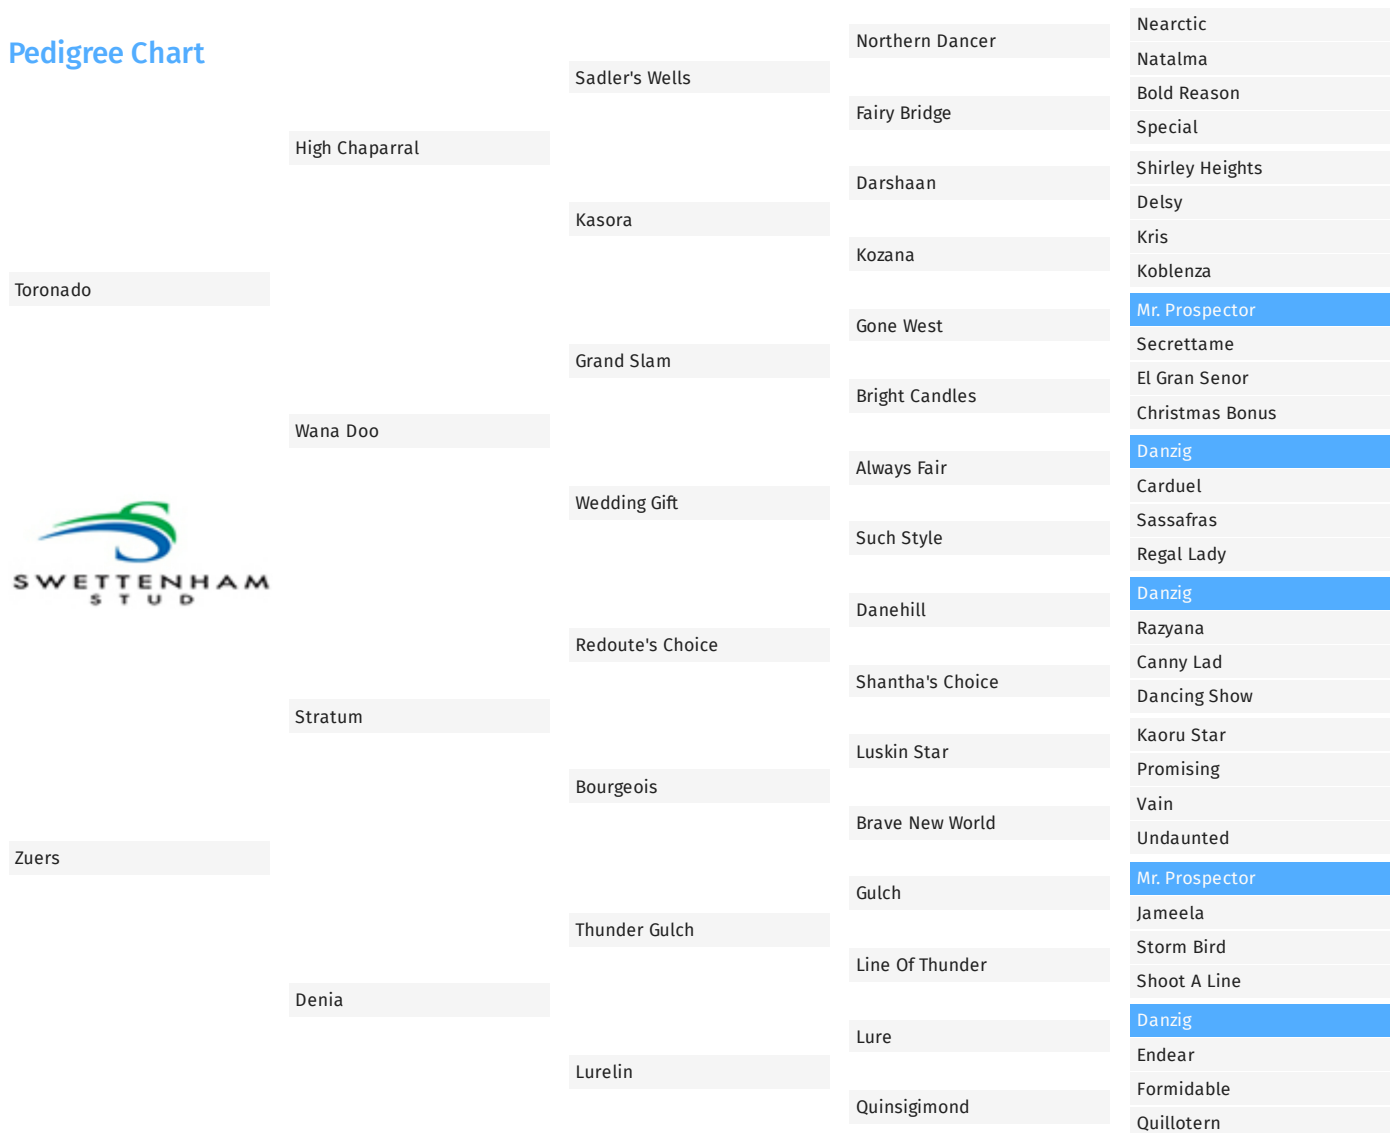 Pedigree Chart
Toronado
SWETTENHAM
STUD
Zuers
High Chaparral
Wana Doo
Stratum
Denia
Sadler's Wells
Kasora
Grand Slam
Wedding Gift
Redoute's Choice
Bourgeois
Thunder Gulch
Lurelin
Northern Dancer
Fairy Bridge
Darshaan
Kozana
Gone West
Bright Candles
Always Fair
Such Style
Danehill
Shantha's Choice
Luskin Star
Brave New World
Gulch
Line Of Thunder
Lure
Quinsigimond
Nearctic
Natalma
Bold Reason
Special
Shirley Heights
Delsy
Kris
Koblenza
Mr. Prospector
Secrettame
El Gran Senor
Christmas Bonus
Danzig
Carduel
Sassafras
Regal Lady
Danzig
Razyana
Canny Lad
Dancing Show
Kaoru Star
Promising
Vain
Undaunted
Mr. Prospector
Jameela
Storm Bird
Shoot A Line
Danzig
Endear
Formidable
Quillotern